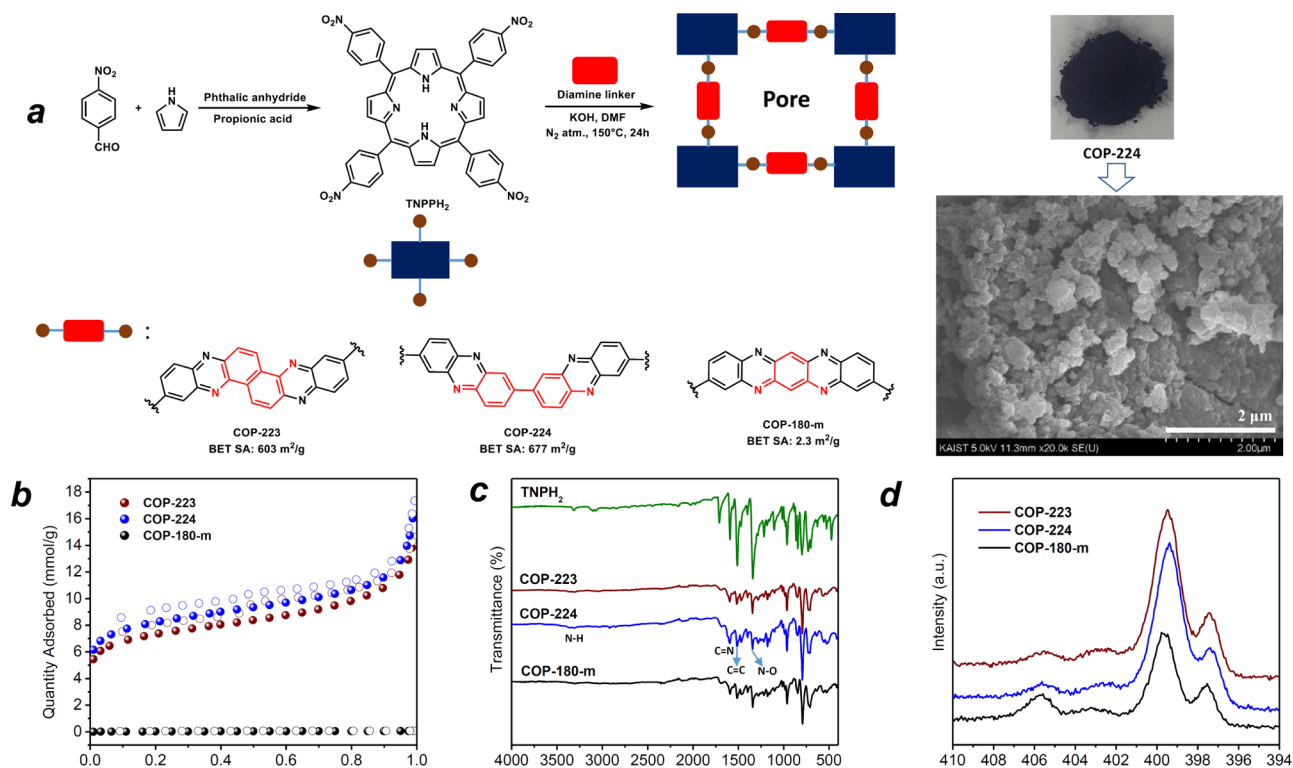 a
NO₂
CHO
+
H
N
Phthalic anhydride
Propionic acid
O₂N
NO₂
N
H
N
N
H
N
O₂N
NO₂
TNPPH₂
Diamine linker
KOH, DMF
N₂ atm., 150°C, 24h
Pore
COP-224
:
N
N
N
N
COP-223
BET SA: 603 m²/g
N
N
N
N
COP-224
BET SA: 677 m²/g
N
N
N
N
COP-180-m
BET SA: 2.3 m²/g
2 µm
KAIST 5.0kV 11.3mm x20.0k SE(U)
2.00µm
b
Quantity Adsorbed (mmol/g)
18
16
14
12
10
8
6
4
2
0
COP-223
COP-224
COP-180-m
0.0
0.2
0.4
0.6
0.8
1.0
c
Transmittance (%)
TNPH₂
COP-223
COP-224
N-H
C=N
C=C
N-O
COP-180-m
4000 3500 3000 2500 2000 1500 1000 500
d
Intensity (a.u.)
COP-223
COP-224
COP-180-m
410 408 406 404 402 400 398 396 394